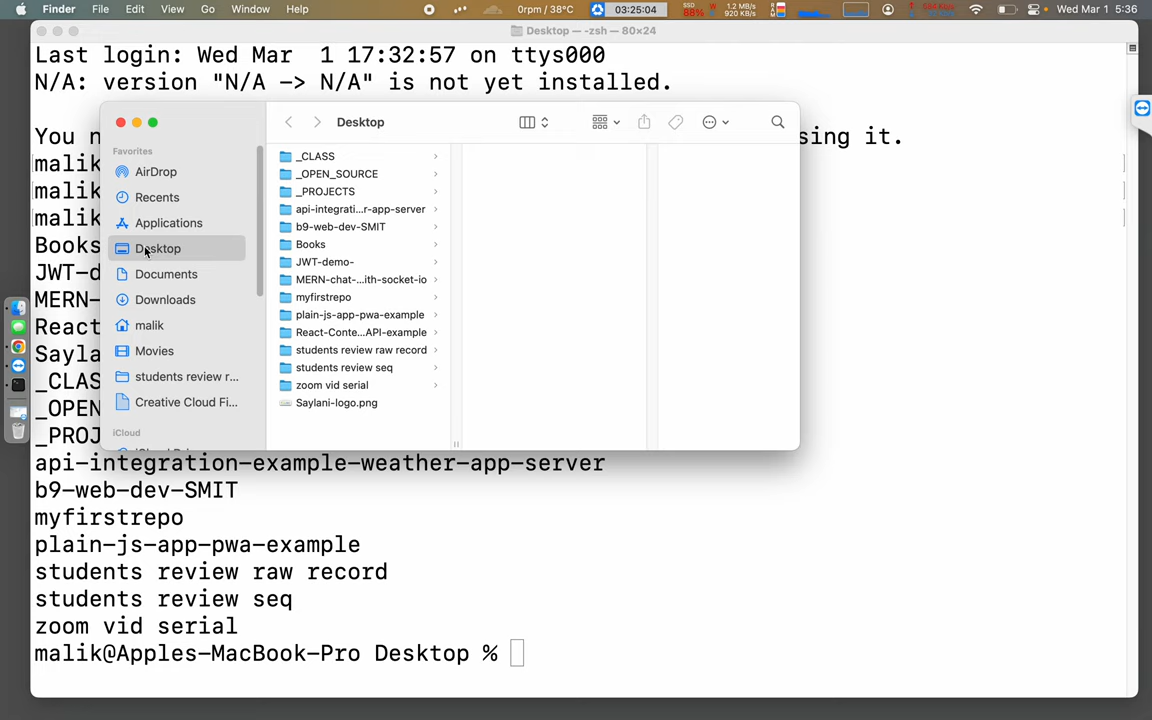 Finder File Edit View Go Window Help 0rpm / 38°C 03:25:04 SSD 88% 1.2 MB/s 920 KB/s Wed Mar 1 5:36
Desktop — -zsh — 80×24
Last login: Wed Mar  1 17:32:57 on ttys000
N/A: version "N/A -> N/A" is not yet installed.
You n sing it.
malik
malik
malik
Books
JWT-d
MERN-
React
Sayla
_CLAS
_OPEN
_PROJ
api-integration-example-weather-app-server
b9-web-dev-SMIT
myfirstrepo
plain-js-app-pwa-example
students review raw record
students review seq
zoom vid serial
malik@Apples-MacBook-Pro Desktop %
Desktop
Favorites
AirDrop
Recents
Applications
Desktop
Documents
Downloads
malik
Movies
students review r...
Creative Cloud Fi...
iCloud
_CLASS
_OPEN_SOURCE
_PROJECTS
api-integrati...r-app-server
b9-web-dev-SMIT
Books
JWT-demo-
MERN-chat-...ith-socket-io
myfirstrepo
plain-js-app-pwa-example
React-Conte...API-example
students review raw record
students review seq
zoom vid serial
Saylani-logo.png